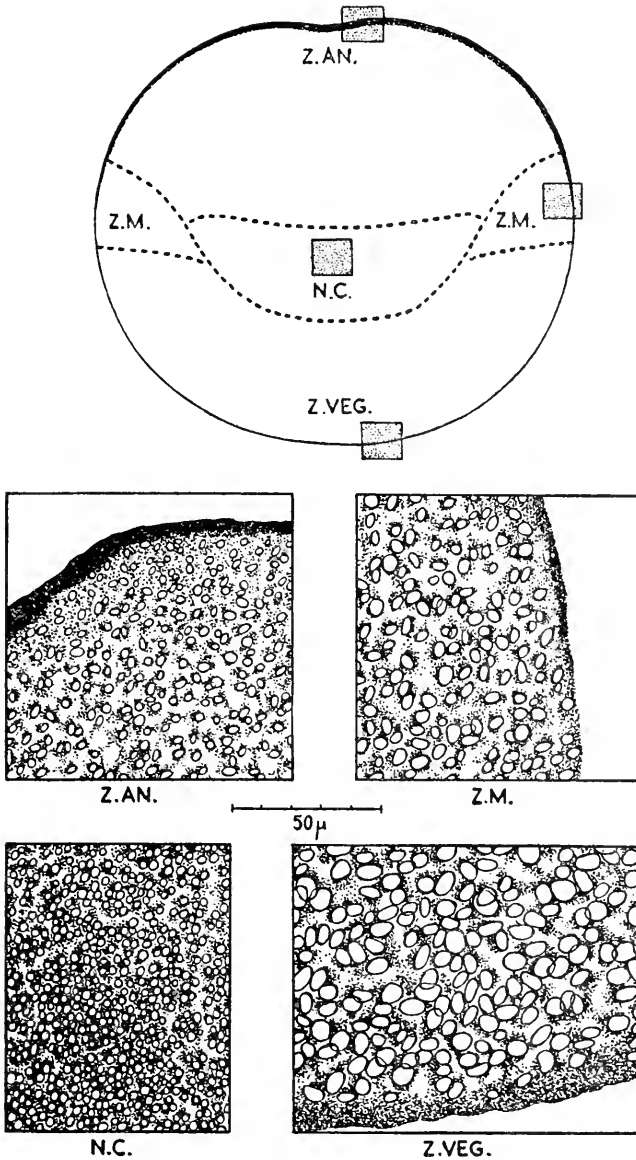 Z.AN.
Z.M. Z.M.
N.C.
Z.VEG.
Z.AN. Z.M.
50μ
N.C. Z.VEG.